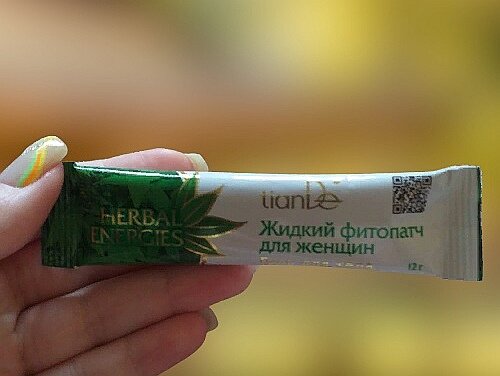 HERBAL
ENERGIES
tianDe
Жидкий фитопатч
для женщин
12 г